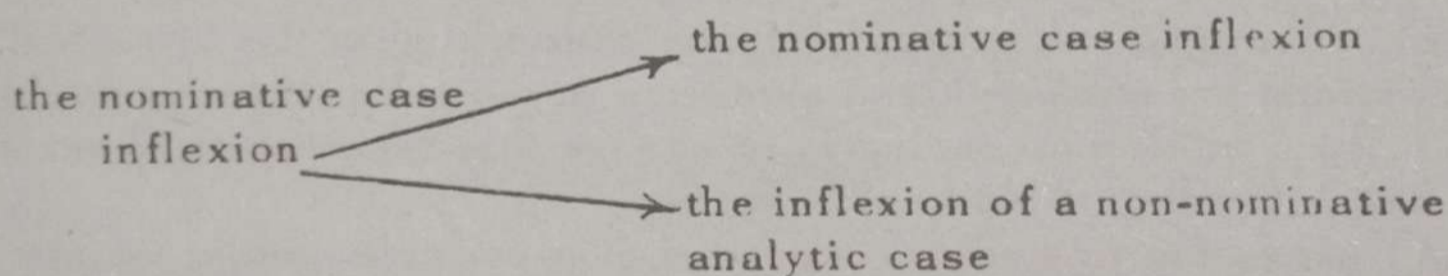 the nominative case inflexion
the nominative case
inflexion
the inflexion of a non-nominative
analytic case